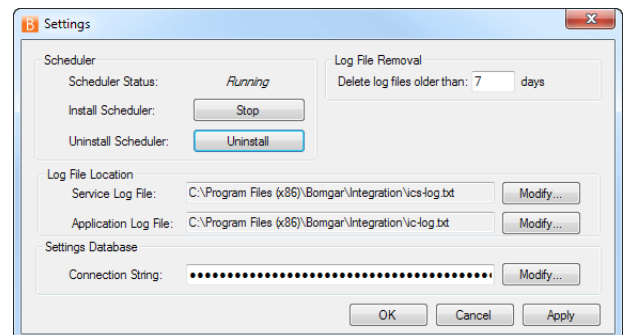 B Settings
Scheduler
Scheduler Status: Running
Install Scheduler: Stop
Uninstall Scheduler: Uninstall
Log File Removal
Delete log files older than: 7 days
Log File Location
Service Log File: C:\Program Files (x86)\Bomgar\Integration\ics-log.txt Modify...
Application Log File: C:\Program Files (x86)\Bomgar\Integration\ic-log.txt Modify...
Settings Database
Connection String: ●●●●●●●●●●●●●●●●●●●●●●●●●●●●●●●●●●●●●●●●● Modify...
OK Cancel Apply